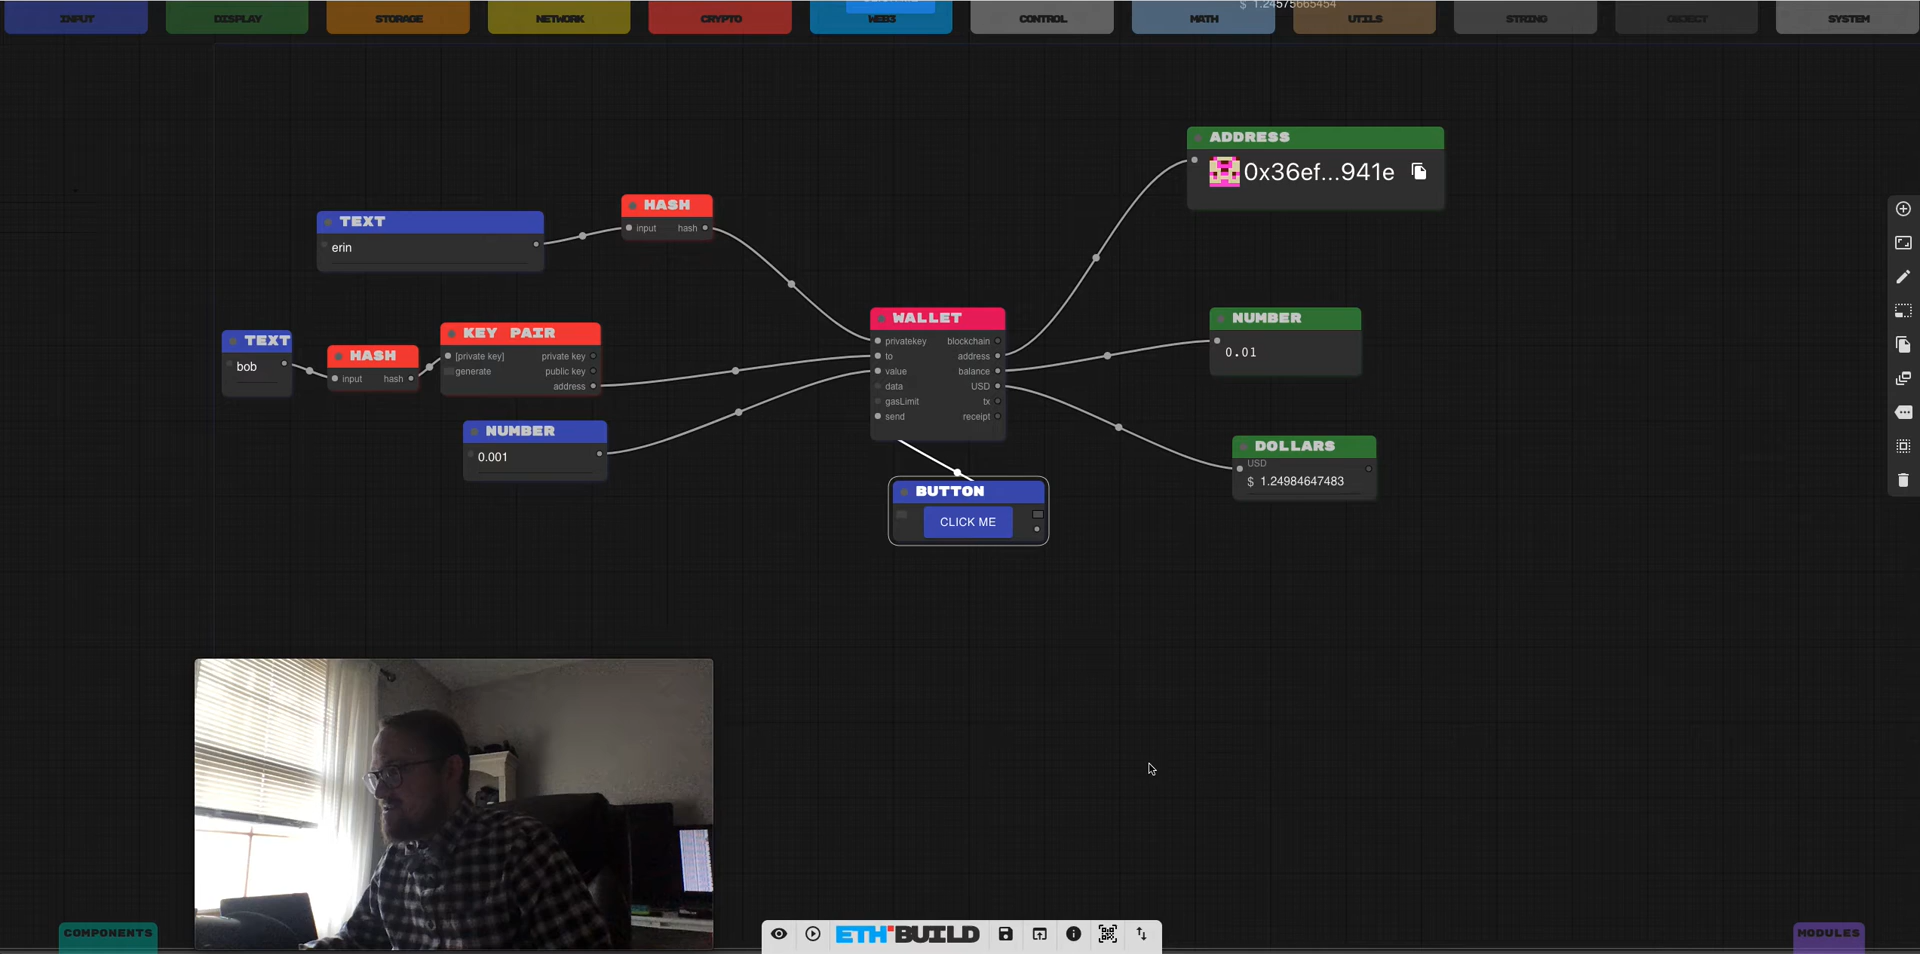 INPUT
DISPLAY
STORAGE
NETWORK
CRYPTO
WEB3
CONTROL
MATH
UTILS
STRING
OBJECT
SYSTEM
$ 1.24575665454
ADDRESS
0x36ef...941e
TEXT
erin
HASH
input hash
TEXT
bob
HASH
input hash
KEY PAIR
[private key] private key
generate public key
address
NUMBER
0.001
WALLET
privatekey blockchain
to address
value balance
data USD
gasLimit tx
send receipt
BUTTON
CLICK ME
NUMBER
0.01
DOLLARS
USD
$ 1.24984647483
COMPONENTS
ETH BUILD
MODULES